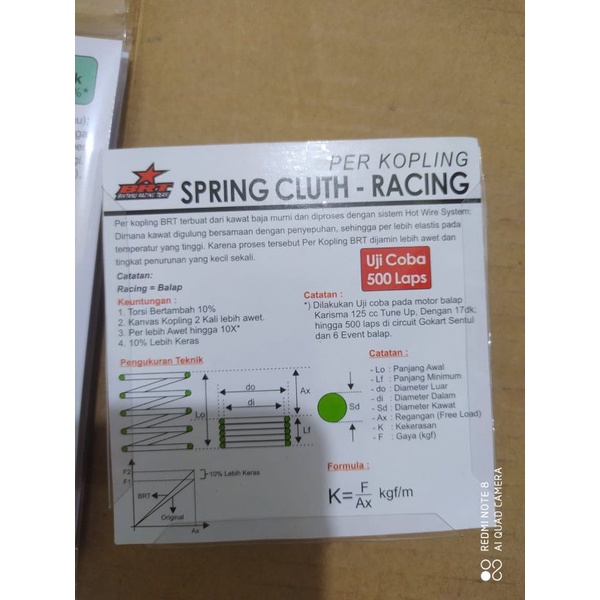 PER KOPLING
BRT
SPRING CLUTH - RACING
Per kopling BRT terbuat dari kawat baja murni dan diproses dengan sistem Hot Wire System:
Dimana kawat digulung bersamaan dengan penyepuhan, sehingga per lebih elastis pada
temperatur yang tinggi. Karena proses tersebut Per Kopling BRT dijamin lebih awet dan
tingkat penurunan yang kecil sekali.
Uji Coba
500 Laps
Catatan:
Racing = Balap
Keuntungan :
1. Torsi Bertambah 10%
2. Kanvas Kopling 2 Kali lebih awet.
3. Per lebih Awet hingga 10X*
4. 10% Lebih Keras
Catatan :
*) Dilakukan Uji coba pada motor balap
Karisma 125 cc Tune Up, Dengan 17dk;
hingga 500 laps di circuit Gokart Sentul
dan 6 Event balap.
Pengukuran Teknik
Lo
do
di
Ax
Lf
Sd
Catatan :
- Lo : Panjang Awal
- Lf : Panjang Minimum
- do : Diameter Luar
- di : Diameter Dalam
- Sd : Diameter Kawat
- Ax : Regangan (Free Load)
- K : Kekerasan
- F : Gaya (kgf)
F2
F1
10% Lebih Keras
BRT
Original
Ax
Formula :
K= F/Ax kgf/m
REDMI NOTE 8
AI QUAD CAMERA